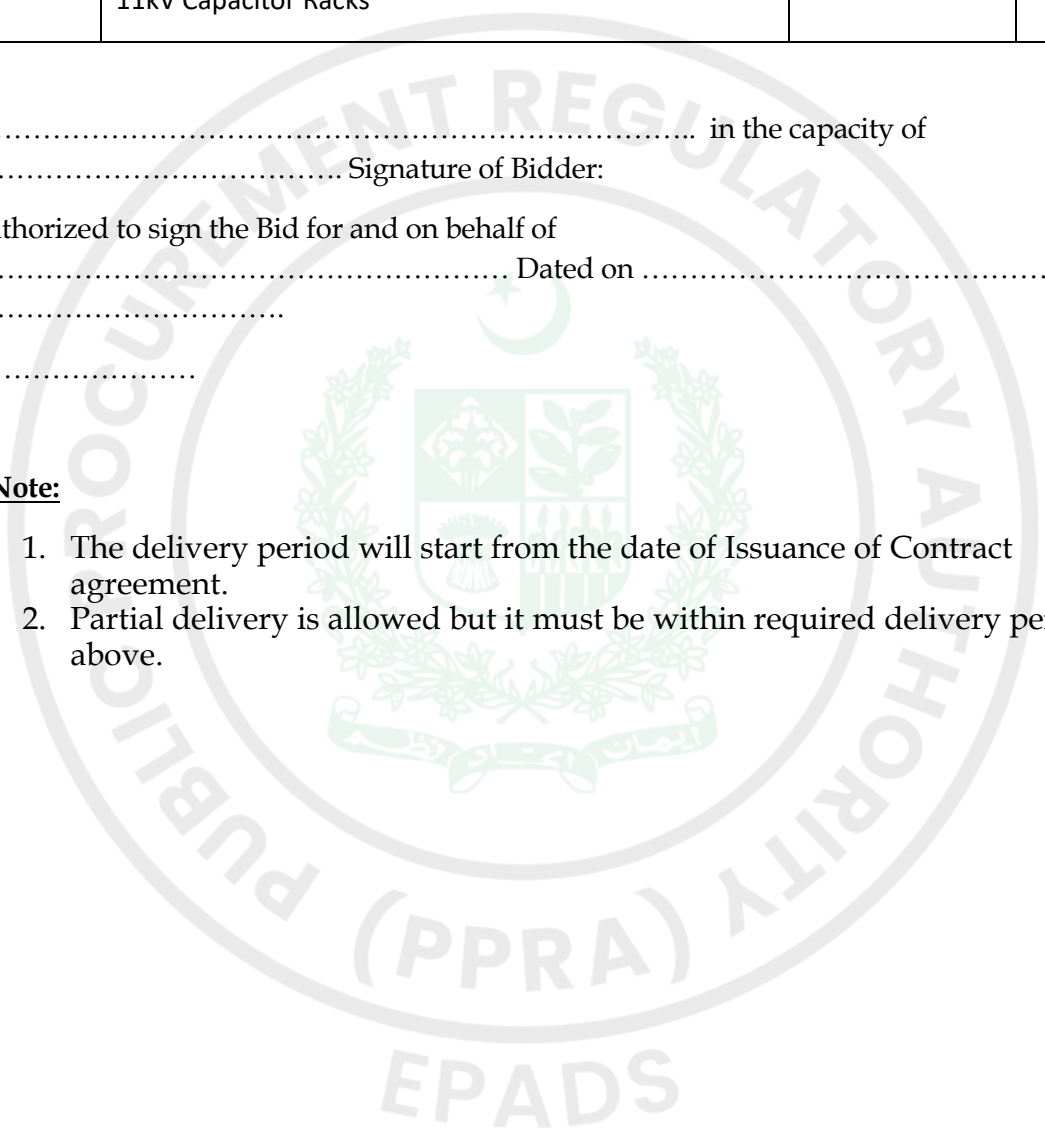 11kV Capacitor Racks
………………………………………………………………….. in the capacity of
………………………………. Signature of Bidder:
to sign the Bid for and on behalf of
……………………………………………… Dated on ……………………………………
………………………….
…………………
Note:
1. The delivery period will start from the date of Issuance of Contract
agreement.
2. Partial delivery is allowed but it must be within required delivery
above.
PUBLIC PROCUREMENT REGULATORY AUTHORITY
(PPRA)
EPADS